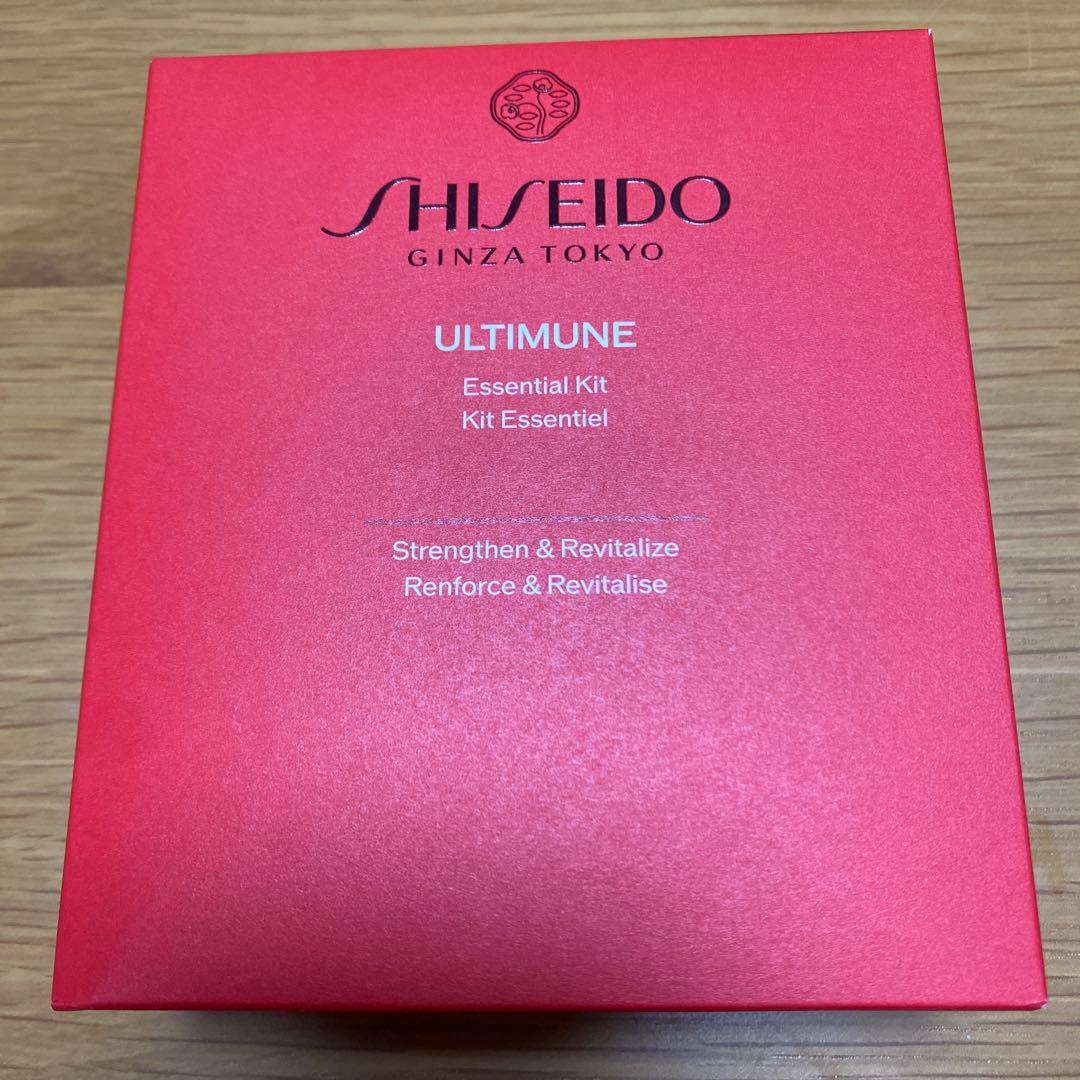 SHISEIDO
GINZA TOKYO
ULTIMUNE
Essential Kit
Kit Essentiel
Strengthen & Revitalize
Renforce & Revitalise